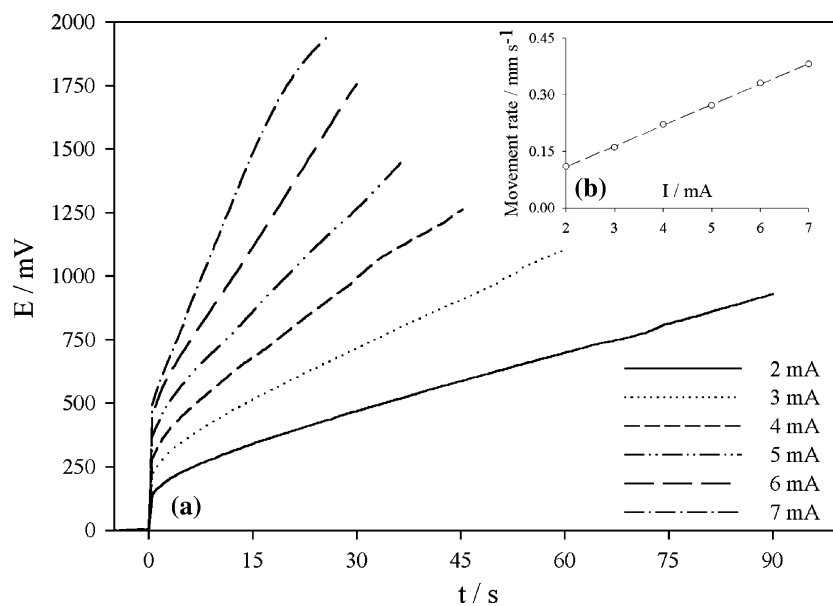 2000
1750
1500
1250
1000
750
500
250
0
E / mV
0 15 30 45 60 75 90
t / s
(a)
0.45
0.30
0.15
0.00
Movement rate / mm s⁻¹
2 3 4 5 6 7
I / mA
(b)
2 mA
3 mA
4 mA
5 mA
6 mA
7 mA